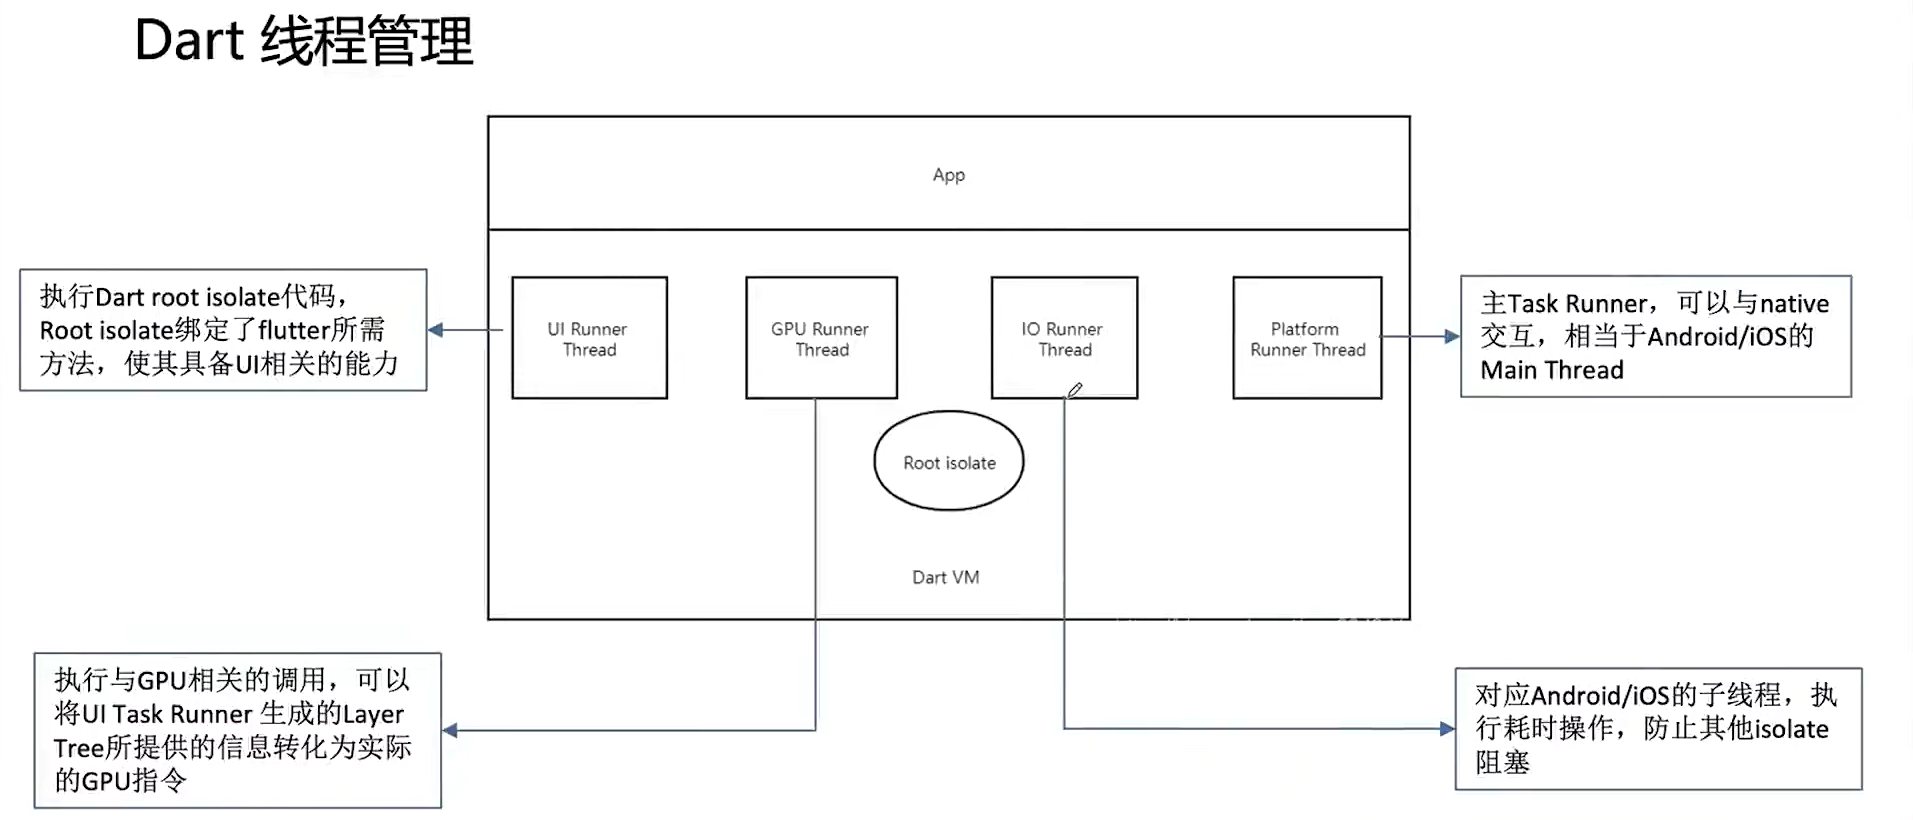 Dart 线程管理
App
执行Dart root isolate代码，
Root isolate绑定了flutter所需
方法，使其具备UI相关的能力
UI Runner
Thread
GPU Runner
Thread
IO Runner
Thread
Platform
Runner Thread
主Task Runner，可以与native
交互，相当于Android/iOS的
Main Thread
Root isolate
Dart VM
执行与GPU相关的调用，可以
将UI Task Runner 生成的Layer
Tree所提供的信息转化为实际
的GPU指令
对应Android/iOS的子线程，执
行耗时操作，防止其他isolate
阻塞